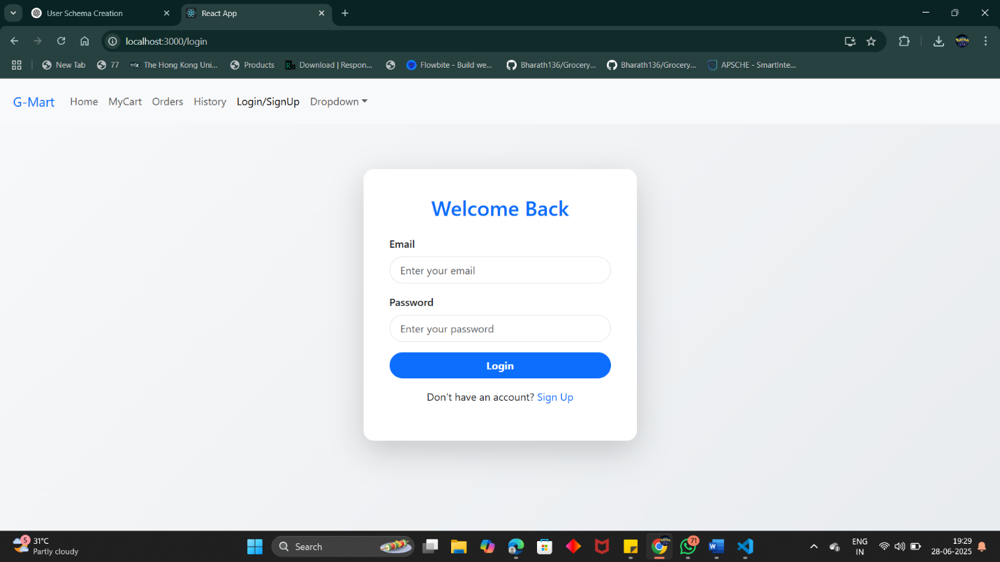 User Schema Creation
React App
localhost:3000/login
New Tab 77 edX The Hong Kong Uni... Products Download | Respon... Flowbite - Build we... Bharath136/Grocery... Bharath136/Grocery... APSCHE - SmartInte...
G-Mart Home MyCart Orders History Login/SignUp Dropdown
Welcome Back
Email
Enter your email
Password
Enter your password
Login
Don't have an account? Sign Up
5 31°C
Partly cloudy
Search
71
ENG
IN
19:29
28-06-2025